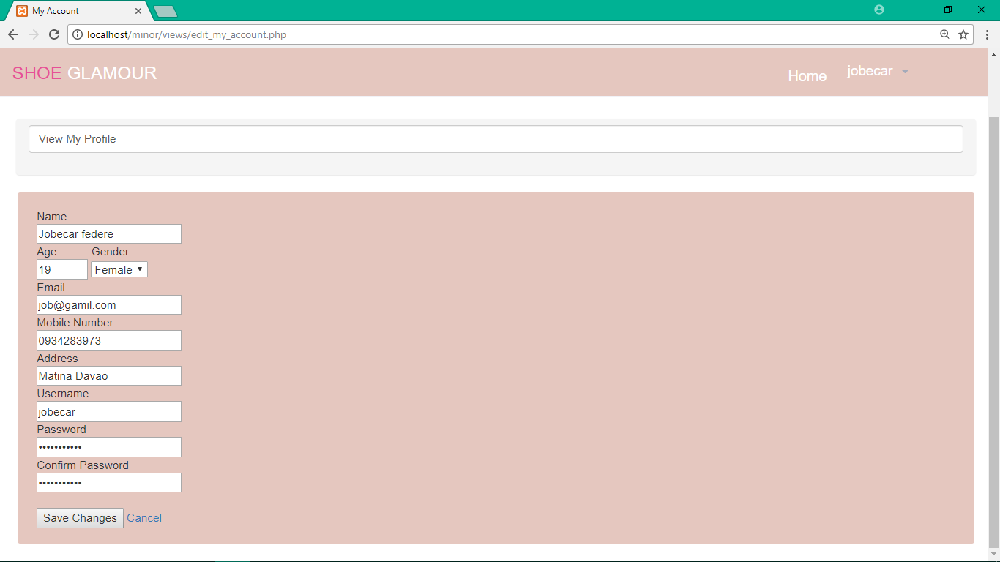 My Account
localhost/minor/views/edit_my_account.php
SHOE GLAMOUR
Home jobecar
View My Profile
Name
Jobecar federe
Age Gender
19 Female
Email
job@gamil.com
Mobile Number
0934283973
Address
Matina Davao
Username
jobecar
Password
•••••••••••
Confirm Password
•••••••••••
Save Changes Cancel